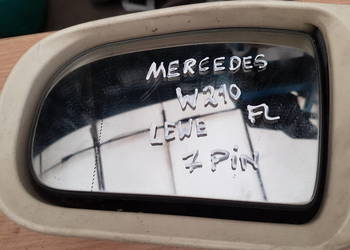 MERCEDES
W210 FL
LEWE
7 PiN